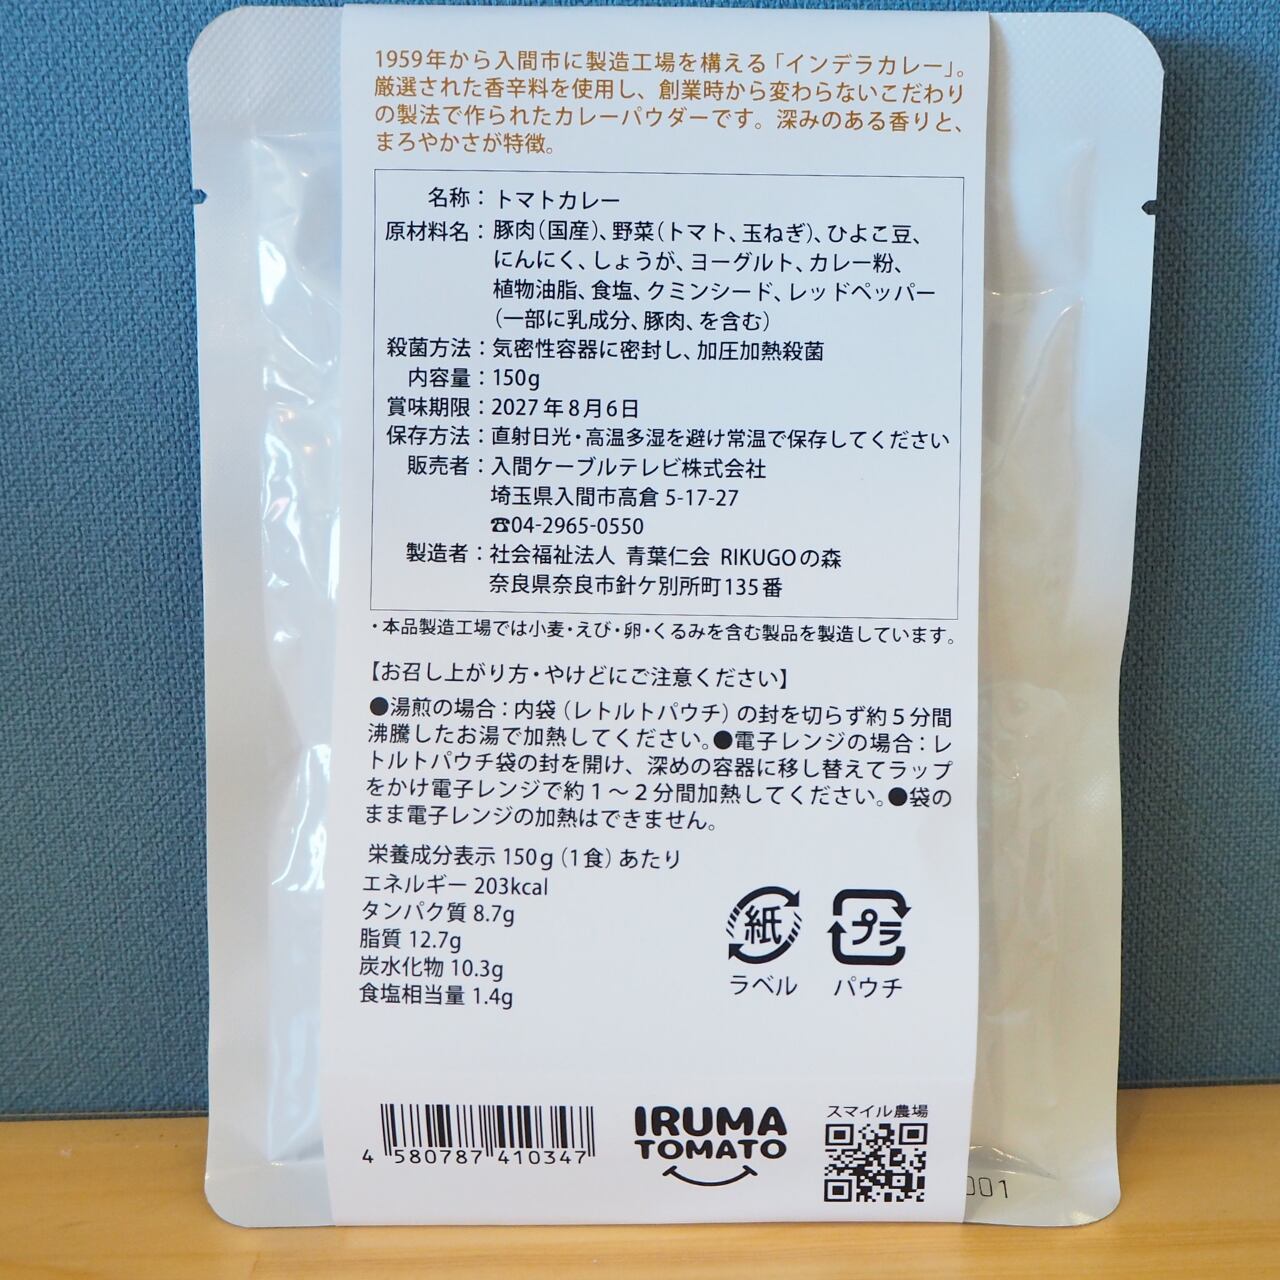 1959年から入間市に製造工場を構える「インデラカレー」。
厳選された香辛料を使用し、創業時から変わらないこだわり
の製法で作られたカレーパウダーです。深みのある香りと、
まろやかさが特徴。
名称：トマトカレー
原材料名：豚肉（国産）、野菜（トマト、玉ねぎ）、ひよこ豆、
にんにく、しょうが、ヨーグルト、カレー粉、
植物油脂、食塩、クミンシード、レッドペッパー
（一部に乳成分、豚肉、を含む）
殺菌方法：気密性容器に密封し、加圧加熱殺菌
内容量：150g
賞味期限：2027年8月6日
保存方法：直射日光・高温多湿を避け常温で保存してください
販売者：入間ケーブルテレビ株式会社
埼玉県入間市高倉 5-17-27
☎04-2965-0550
製造者：社会福祉法人 青葉仁会 RIKUGOの森
奈良県奈良市針ケ別所町135番
・本品製造工場では小麦・えび・卵・くるみを含む製品を製造しています。
【お召し上がり方・やけどにご注意ください】
●湯煎の場合：内袋（レトルトパウチ）の封を切らず約５分間
沸騰したお湯で加熱してください。●電子レンジの場合：レ
トルトパウチ袋の封を開け、深めの容器に移し替えてラップ
をかけ電子レンジで約１～２分間加熱してください。●袋の
まま電子レンジの加熱はできません。
栄養成分表示 150g（1食）あたり
エネルギー 203kcal
タンパク質 8.7g
脂質 12.7g
炭水化物 10.3g
食塩相当量 1.4g
紙
ラベル
プラ
パウチ
4 580787 410347
IRUMA
TOMATO
スマイル農場
001